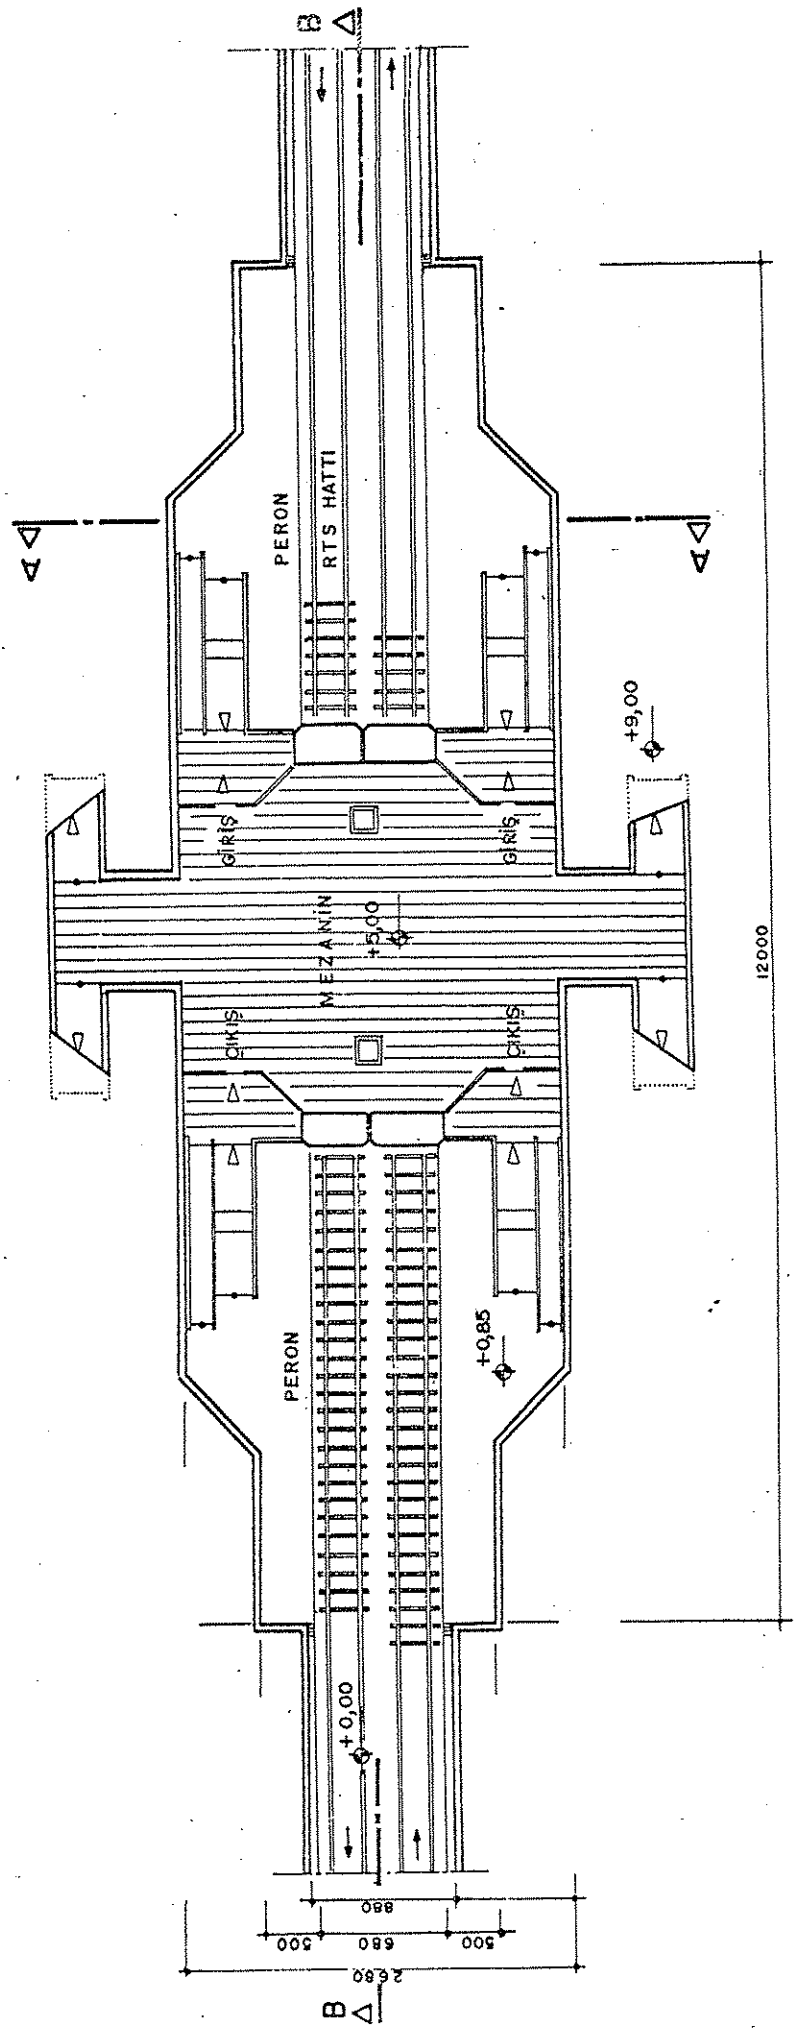 B
PERON
RTS HATTI
A
A
+9,00
GİRİŞ
GİRİŞ
MEZANİN
+5,00
12000
ÇIKIŞ
ÇIKIŞ
PERON
+0,85
+0,00
880
500
680
500
2680
B